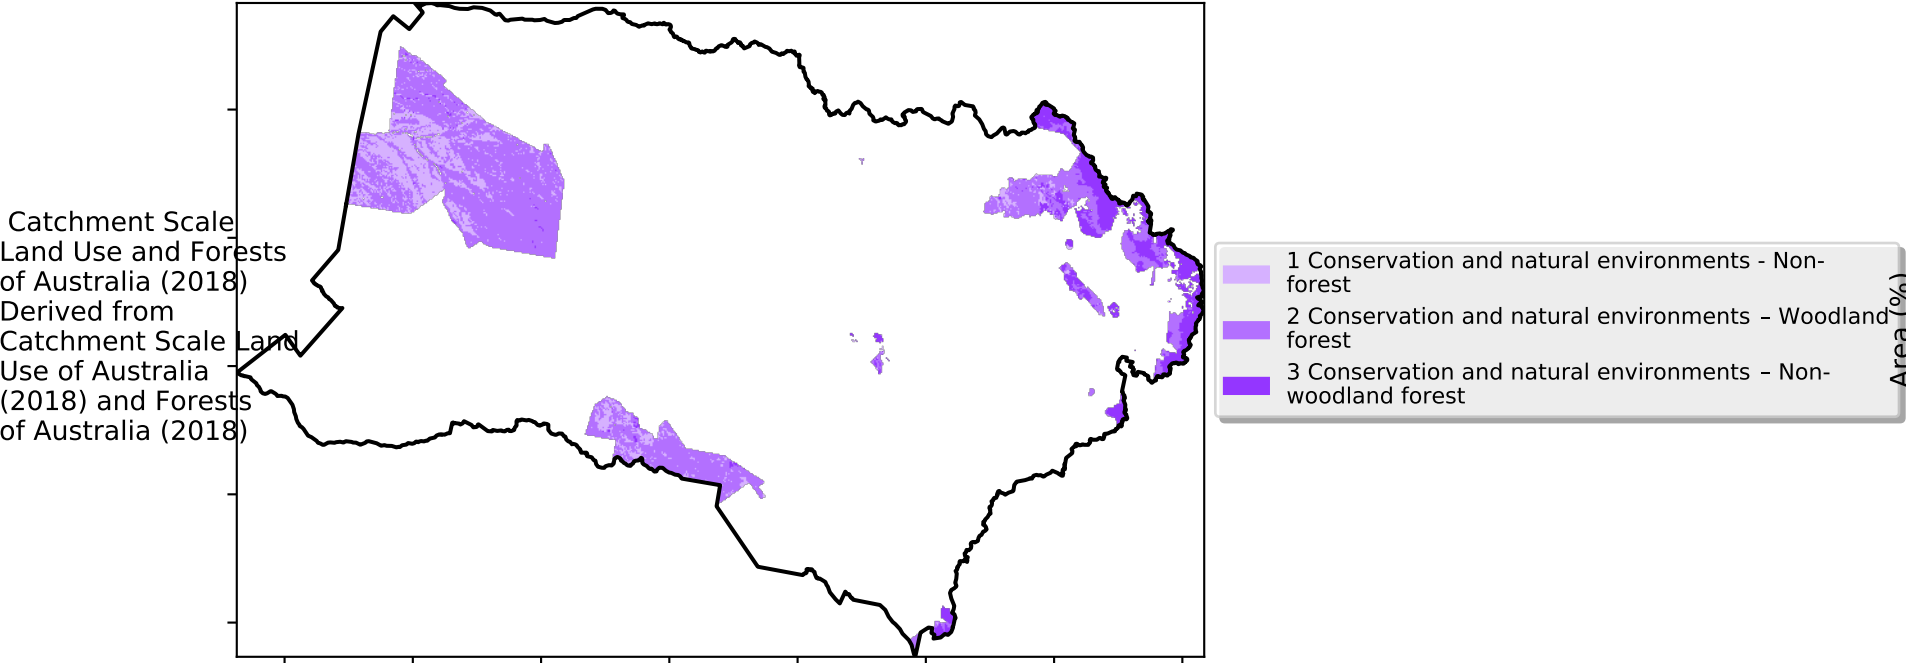 Catchment Scale
Land Use and Forests
of Australia (2018)
Derived from
Catchment Scale Land
Use of Australia
(2018) and Forests
of Australia (2018)
1 Conservation and natural environments - Non-
forest
2 Conservation and natural environments – Woodland
forest
3 Conservation and natural environments – Non-
woodland forest
Area (%)